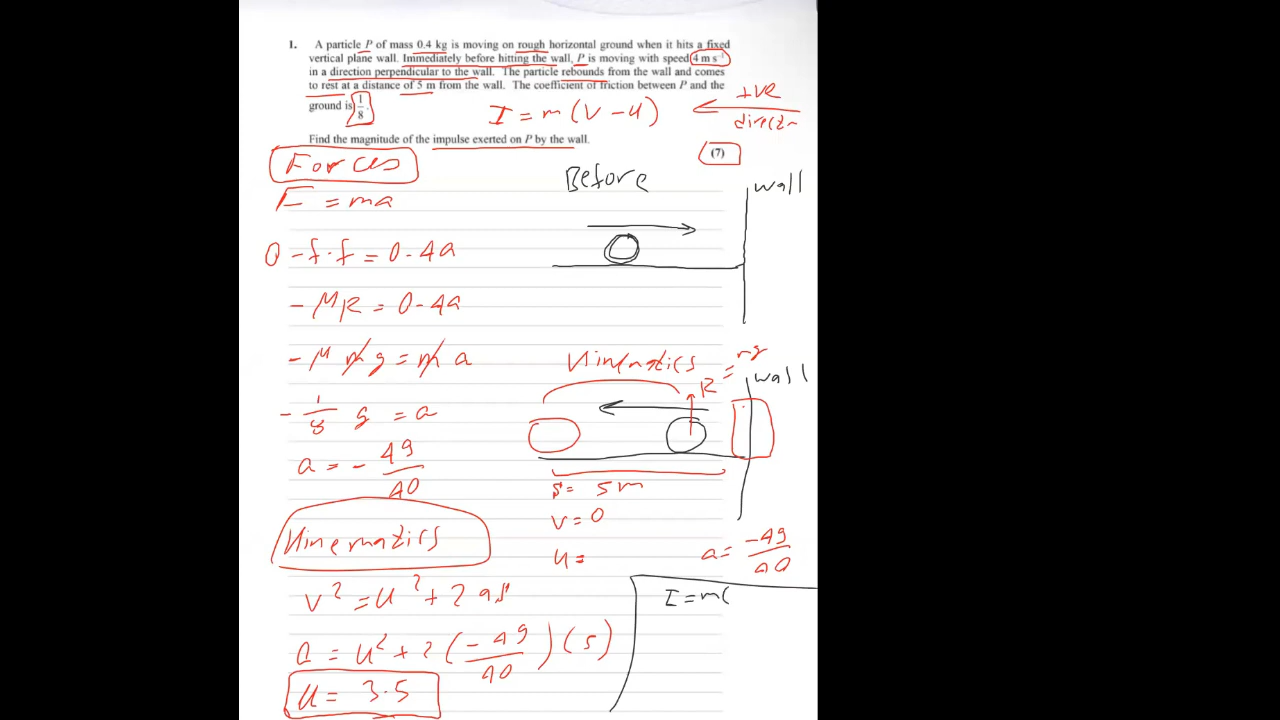 1. A particle P of mass 0.4 kg is moving on rough horizontal ground when it hits a fixed
vertical plane wall. Immediately before hitting the wall, P is moving with speed 4 m s⁻¹
in a direction perpendicular to the wall. The particle rebounds from the wall and comes
to rest at a distance of 5 m from the wall. The coefficient of friction between P and the
ground is 1/8.
I = m(v - u)
+ve
directn
Find the magnitude of the impulse exerted on P by the wall.
(7)
Forces
F = ma
0 - f.f = 0.4a
- μR = 0.4a
- μ m g = m a
- 1/8 g = a
a = - 49/40
Before
wall
Kinematics
R = mg
wall
s = 5m
v = 0
u =
a = -49/40
Kinematics
v² = u² + 2as
0 = u² + 2(-49/40)(5)
u = 3.5
I = m(